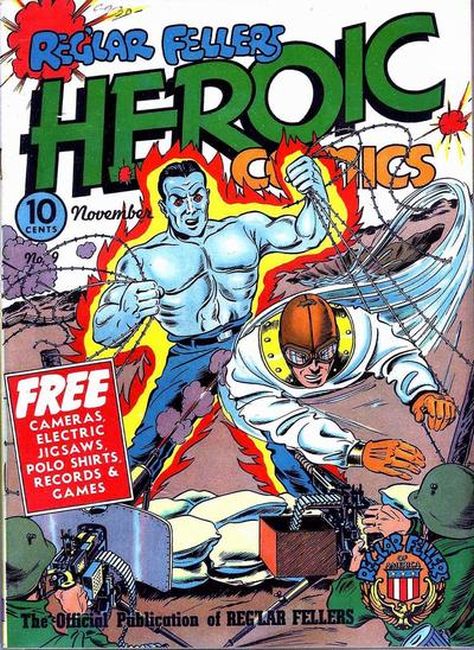 REG'LAR FELLERS
HEROIC
COMICS
10
CENTS
November
No. 9
FREE
CAMERAS,
ELECTRIC
JIGSAWS,
POLO SHIRTS,
RECORDS &
GAMES
REG'LAR FELLERS
OF
AMERICA
The Official Publication of REG'LAR FELLERS